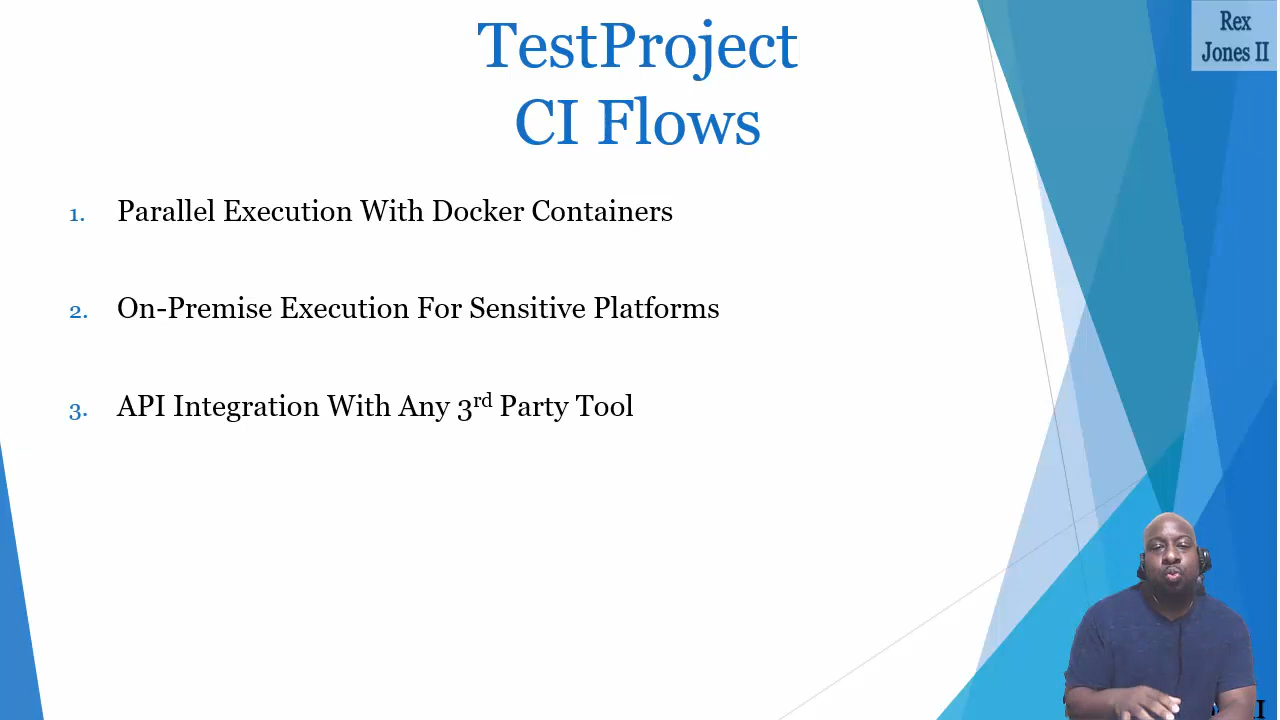 TestProject
CI Flows
Rex
Jones II
1. Parallel Execution With Docker Containers
2. On-Premise Execution For Sensitive Platforms
3. API Integration With Any 3rd Party Tool